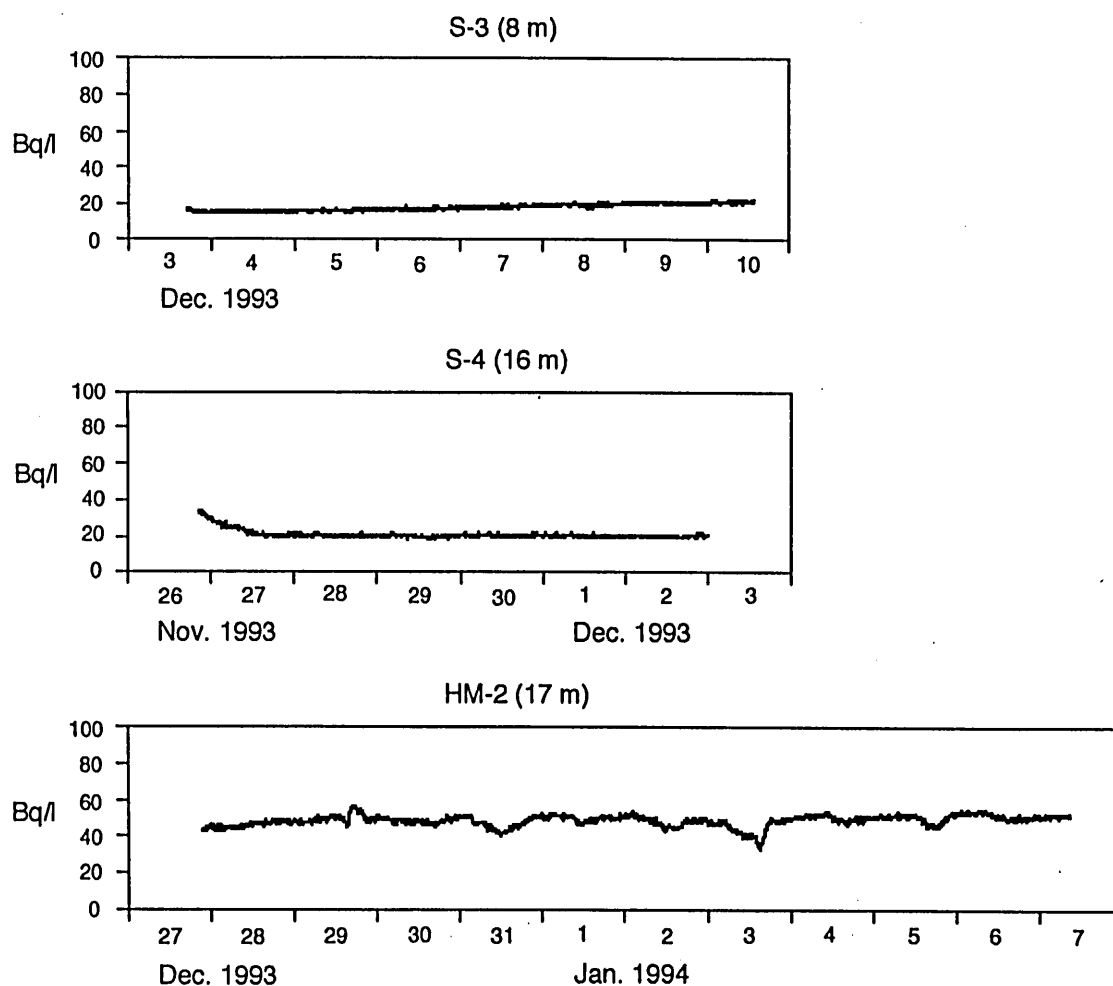 S-3 (8 m)
100
80
60
Bq/l
40
20
0
3 4 5 6 7 8 9 10
Dec. 1993
S-4 (16 m)
100
80
60
Bq/l
40
20
0
26 27 28 29 30 1 2 3
Nov. 1993 Dec. 1993
HM-2 (17 m)
100
80
60
Bq/l
40
20
0
27 28 29 30 31 1 2 3 4 5 6 7
Dec. 1993 Jan. 1994